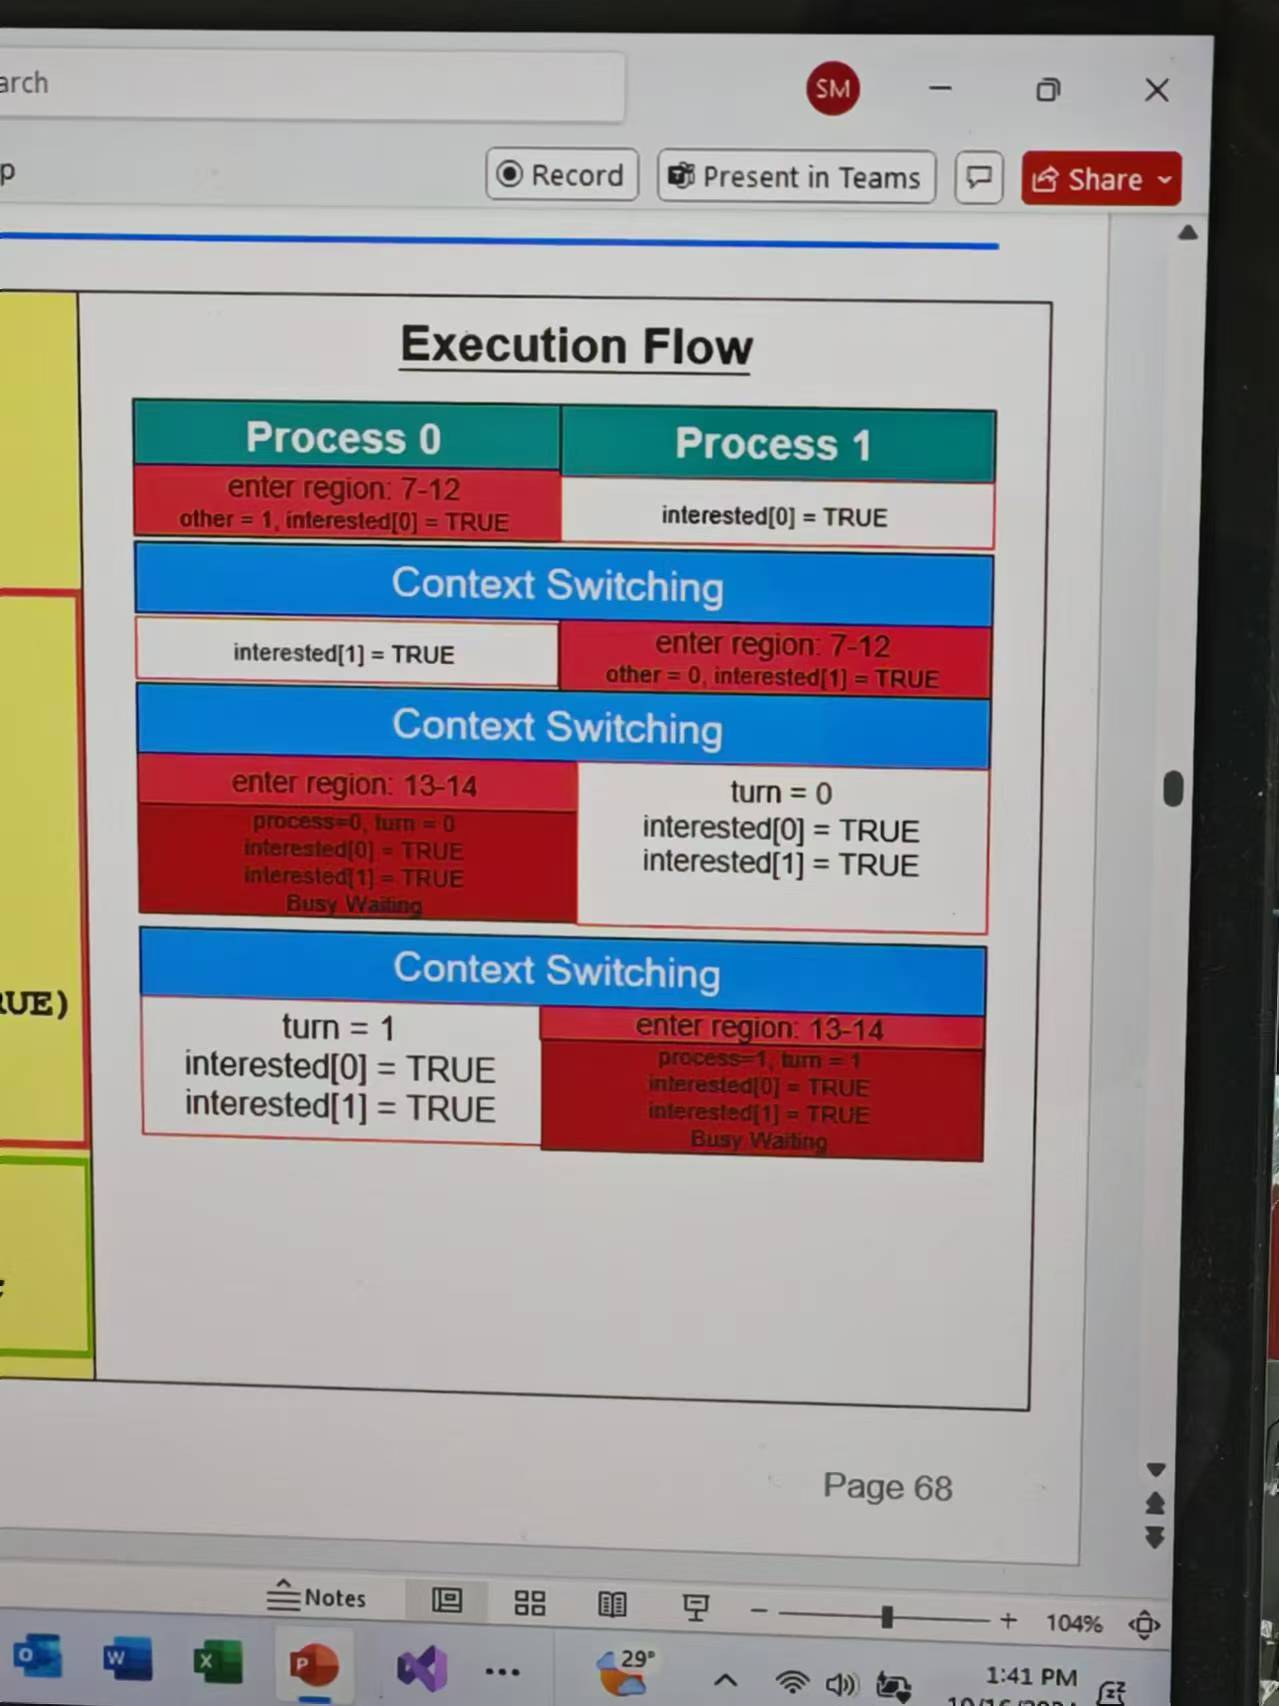 arch
SM
p
Record
Present in Teams
Share
Execution Flow
Process 0
Process 1
enter region: 7-12
other = 1, interested[0] = TRUE
interested[0] = TRUE
Context Switching
interested[1] = TRUE
enter region: 7-12
other = 0, interested[1] = TRUE
Context Switching
enter region: 13-14
process=0, turn = 0
interested[0] = TRUE
interested[1] = TRUE
Busy Waiting
turn = 0
interested[0] = TRUE
interested[1] = TRUE
Context Switching
turn = 1
interested[0] = TRUE
interested[1] = TRUE
enter region: 13-14
process=1, turn = 1
interested[0] = TRUE
interested[1] = TRUE
Busy Waiting
RUE)
Page 68
Notes
104%
29°
1:41 PM